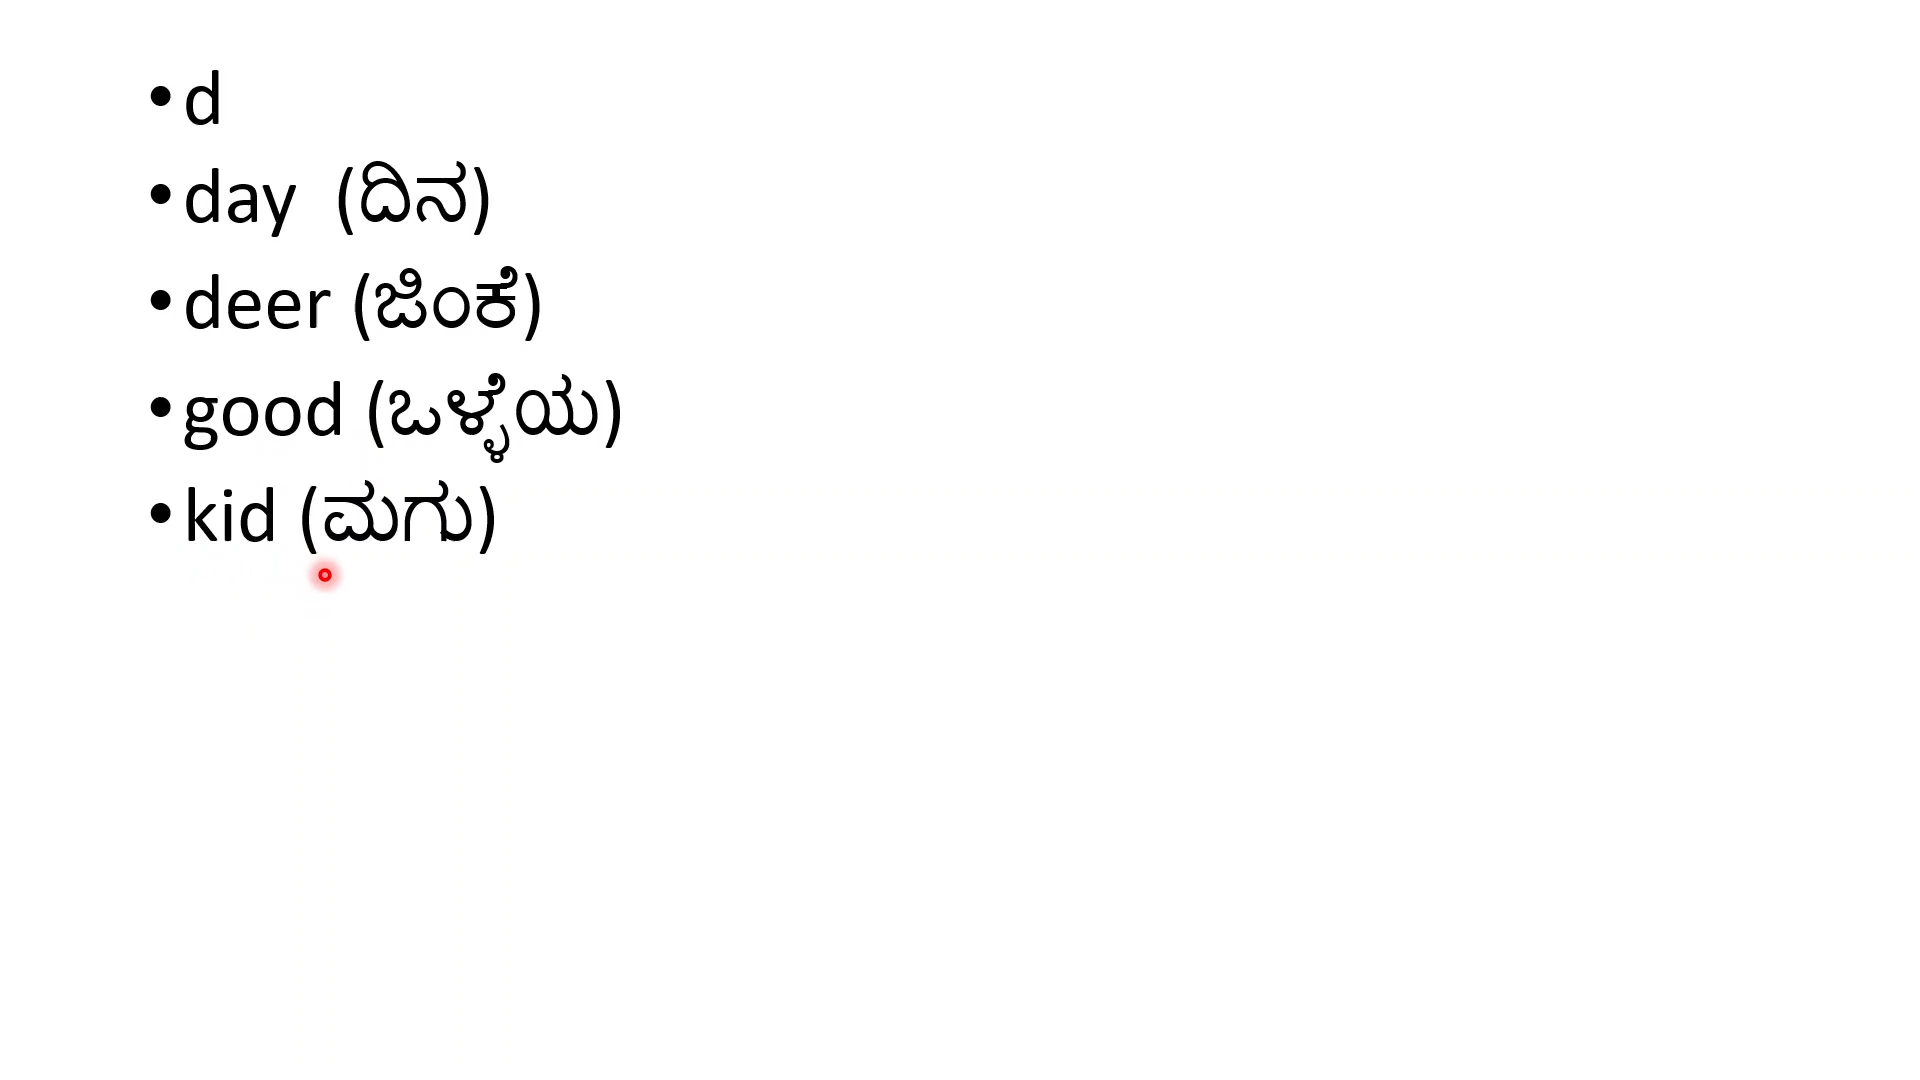 • d
• day (ದಿನ)
• deer (ಜಿಂಕೆ)
• good (ಒಳ್ಳೆಯ)
• kid (ಮಗು)